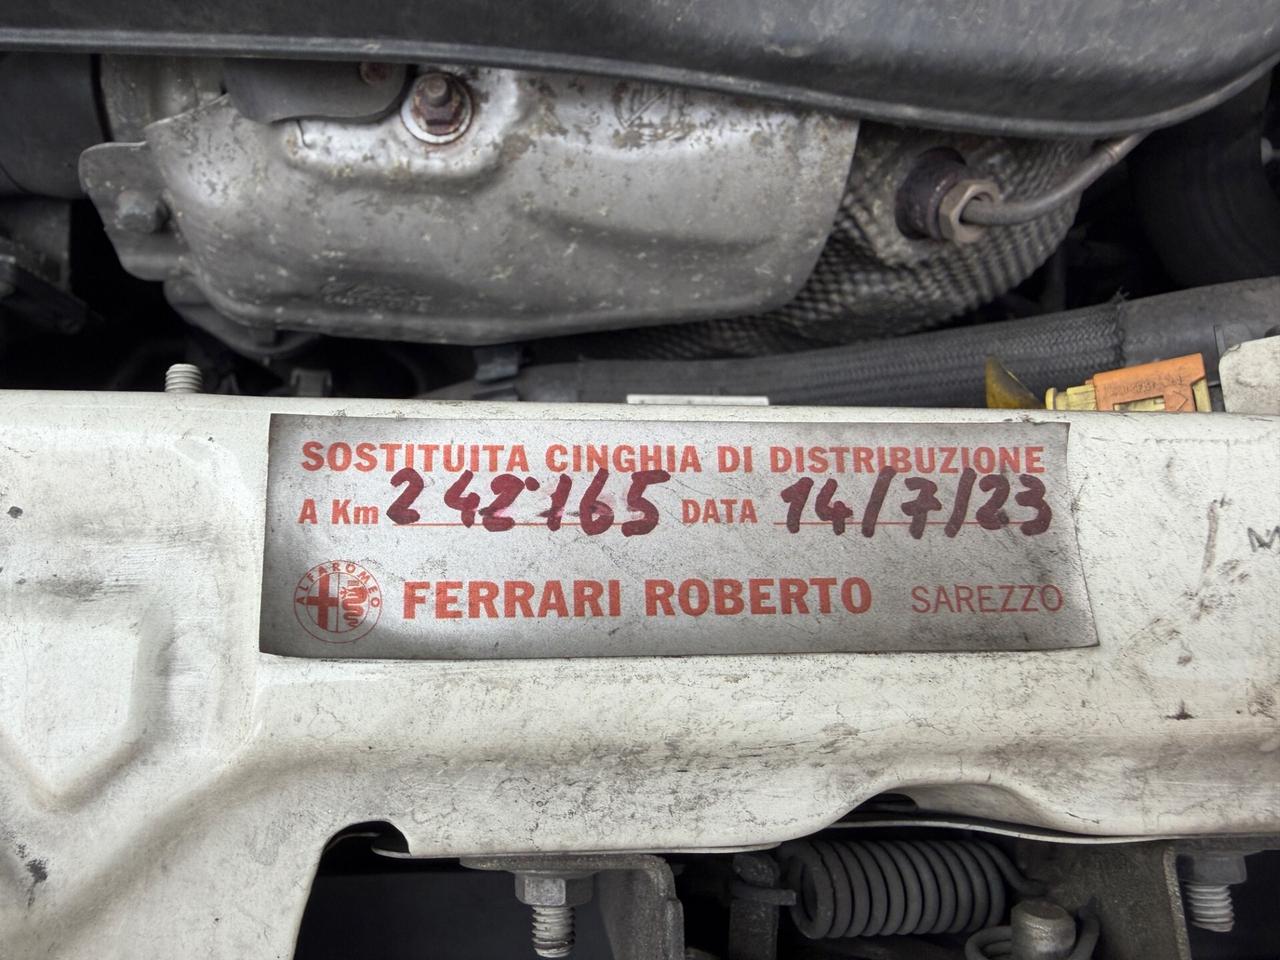 SOSTITUITA CINGHIA DI DISTRIBUZIONE
A Km 242165 DATA 14/7/23
ALFA ROMEO
FERRARI ROBERTO SAREZZO